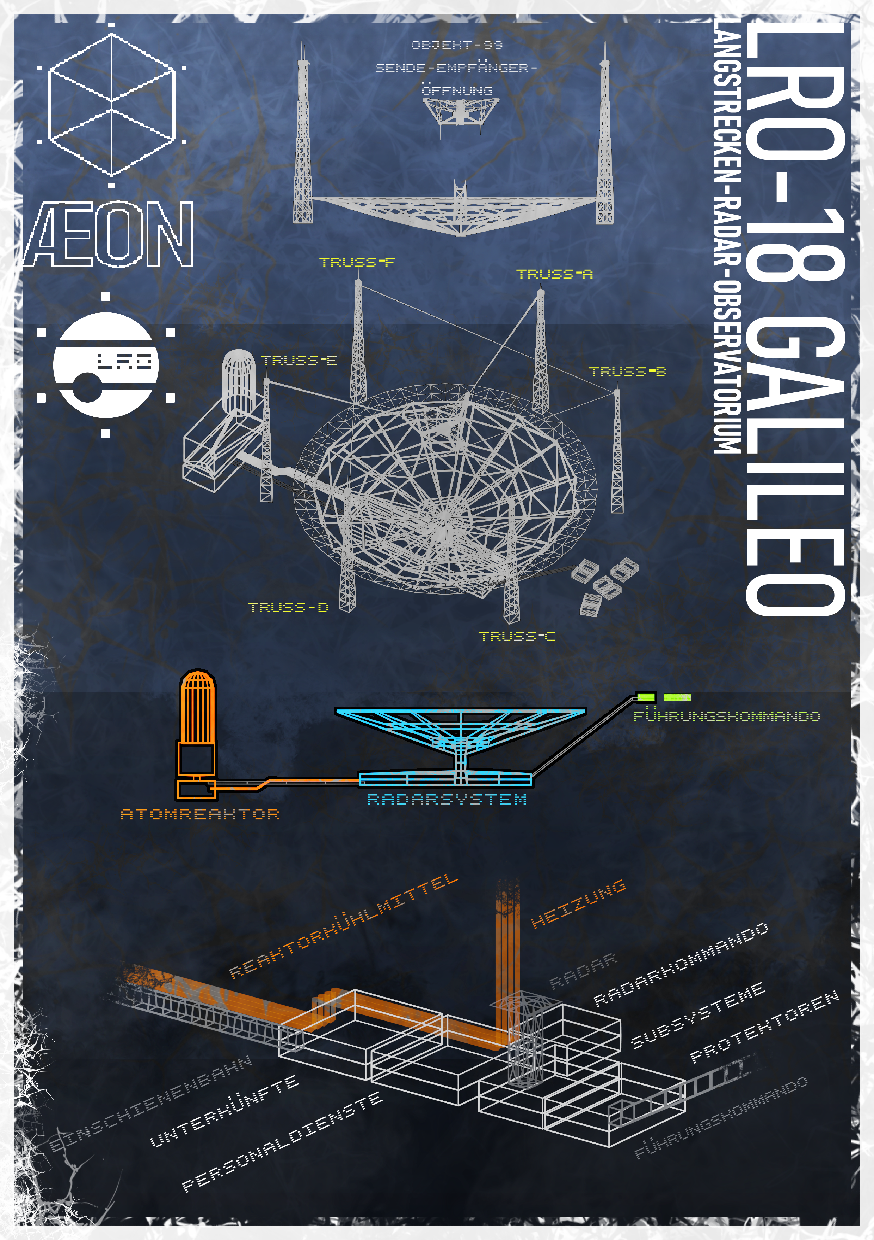 OBJEKT-99
SENDE-EMPFÄNGER-
ÖFFNUNG
LRO-18 GALILEO
LANGSTRECKEN-RADAR-OBSERVATORIUM
ÆON
LRO
TRUSS-F
TRUSS-A
TRUSS-E
TRUSS-B
TRUSS-D
TRUSS-C
FÜHRUNGSKOMMANDO
RADARSYSTEM
ATOMREAKTOR
REAKTORKÜHLMITTEL
HEIZUNG
RADAR
RADARKOMMANDO
SUBSYSTEME
PROTEKTOREN
EINSCHIENENBAHN
UNTERKÜNFTE
PERSONALDIENSTE
FÜHRUNGSKOMMANDO